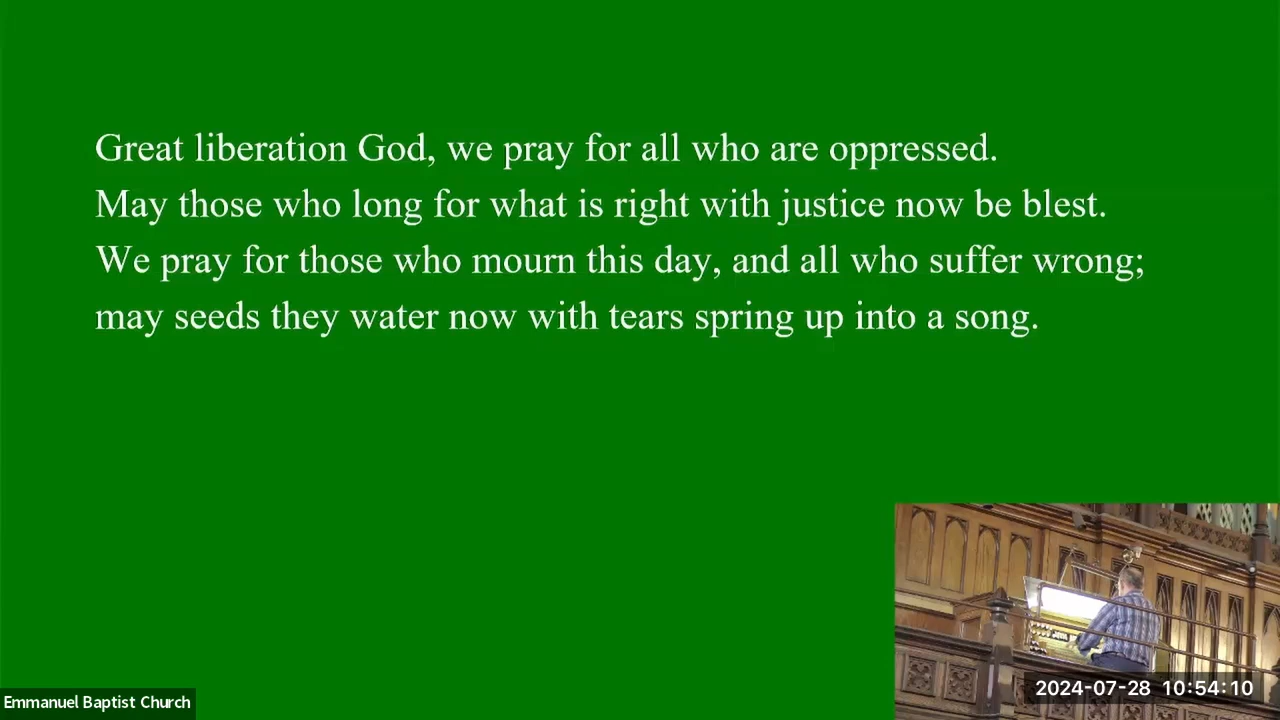 Great liberation God, we pray for all who are oppressed.
May those who long for what is right with justice now be blest.
We pray for those who mourn this day, and all who suffer wrong;
may seeds they water now with tears spring up into a song.
Emmanuel Baptist Church
2024-07-28 10:54:10